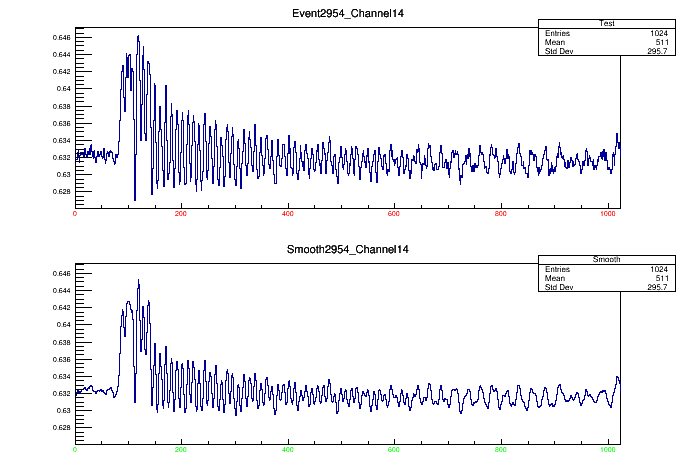 Event2954_Channel14
Test
Entries 1024
Mean 511
Std Dev 295.7
0.646
0.644
0.642
0.64
0.638
0.636
0.634
0.632
0.63
0.628
0 200 400 600 800 1000
Smooth2954_Channel14
Smooth
Entries 1024
Mean 511
Std Dev 295.7
0.646
0.644
0.642
0.64
0.638
0.636
0.634
0.632
0.63
0.628
0 200 400 600 800 1000